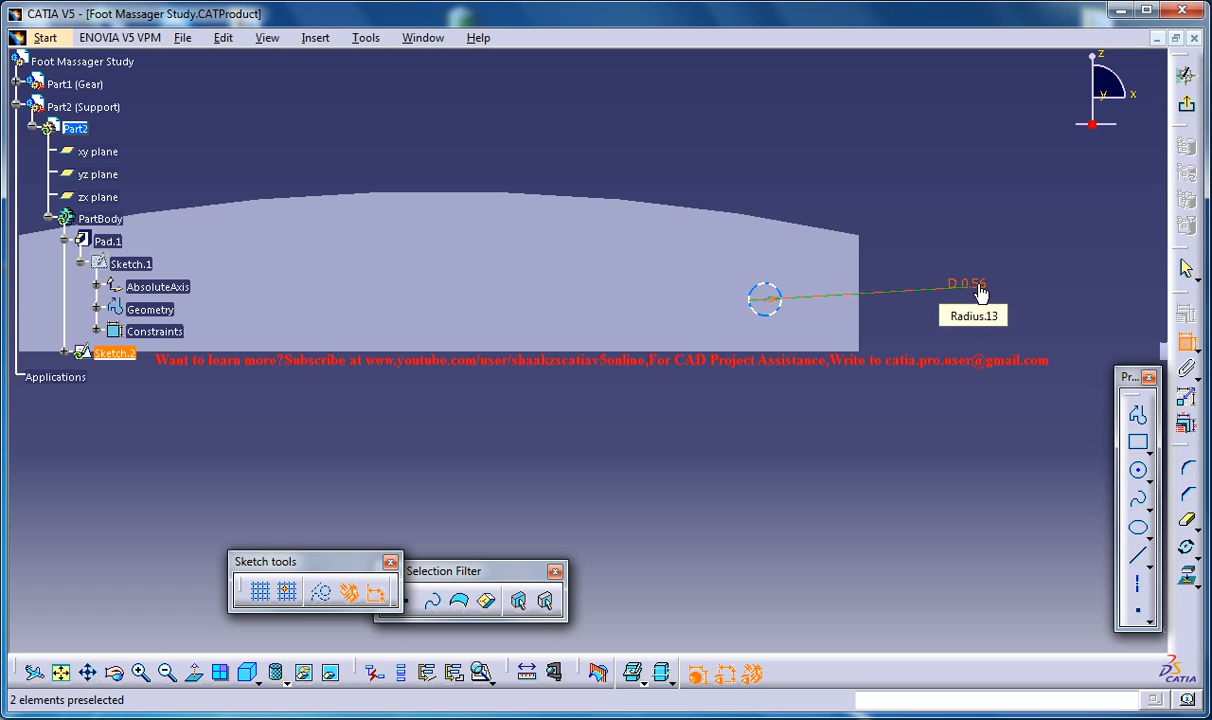 CATIA V5 - [Foot Massager Study.CATProduct]
Start ENOVIA V5 VPM File Edit View Insert Tools Window Help
Foot Massager Study
Part1 (Gear)
Part2 (Support)
Part2
xy plane
yz plane
zx plane
PartBody
Pad.1
Sketch.1
AbsoluteAxis
Geometry
Constraints
Sketch.2
Applications
z
y
x
D 0.56
Radius.13
Want to learn more?Subscribe at www.youtube.com/user/shaakzscatiav5online,For CAD Project Assistance,Write to catia.pro.user@gmail.com
Pr...
Sketch tools
Selection Filter
CATIA
2 elements preselected